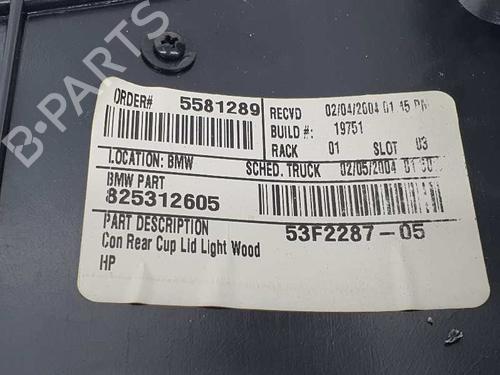 ORDER# 5581289
RECVD 02/04/2004 01 45 PM
BUILD #: 19751
RACK 01 SLOT 03
LOCATION: BMW
SCHED. TRUCK 02/05/2004 01
BMW PART
825312605
PART DESCRIPTION
53F2287-05
Con Rear Cup Lid Light Wood
HP
B-PARTS